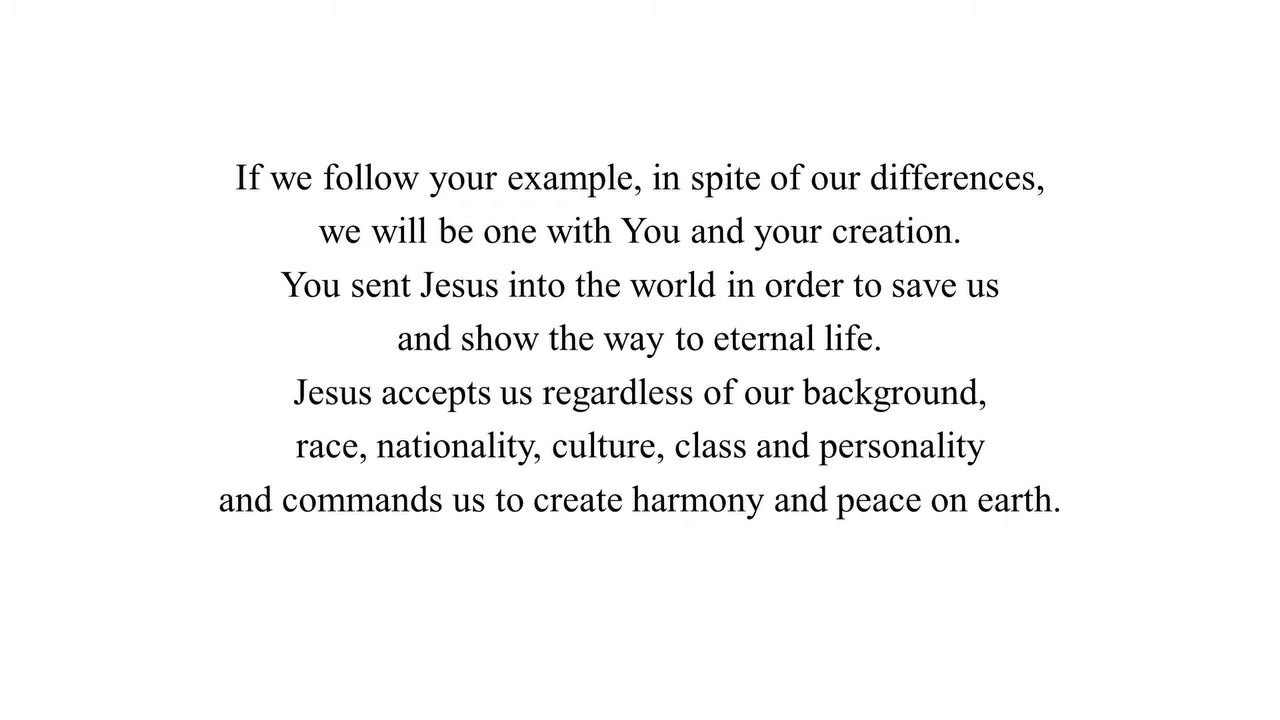 If we follow your example, in spite of our differences,
we will be one with You and your creation.
You sent Jesus into the world in order to save us
and show the way to eternal life.
Jesus accepts us regardless of our background,
race, nationality, culture, class and personality
and commands us to create harmony and peace on earth.